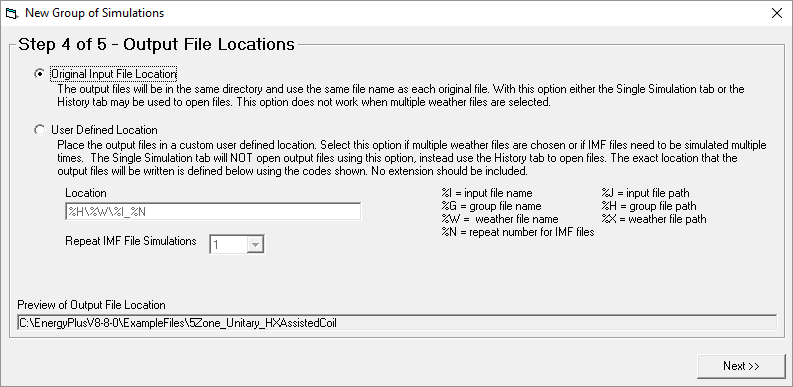 New Group of Simulations
Step 4 of 5 - Output File Locations
Original Input File Location
The output files will be in the same directory and use the same file name as each original file. With this option either the Single Simulation tab or the
History tab may be used to open files. This option does not work when multiple weather files are selected.
User Defined Location
Place the output files in a custom user defined location. Select this option if multiple weather files are chosen or if IMF files need to be simulated multiple
times. The Single Simulation tab will NOT open output files using this option, instead use the History tab to open files. The exact location that the
output files will be written is defined below using the codes shown. No extension should be included.
Location
%H\%W\%I_%N
Repeat IMF File Simulations
1
%I = input file name
%G = group file name
%W = weather file name
%N = repeat number for IMF files
%J = input file path
%H = group file path
%X = weather file path
Preview of Output File Location
C:\EnergyPlusV8-8-0\ExampleFiles\5Zone_Unitary_HXAssistedCoil
Next >>